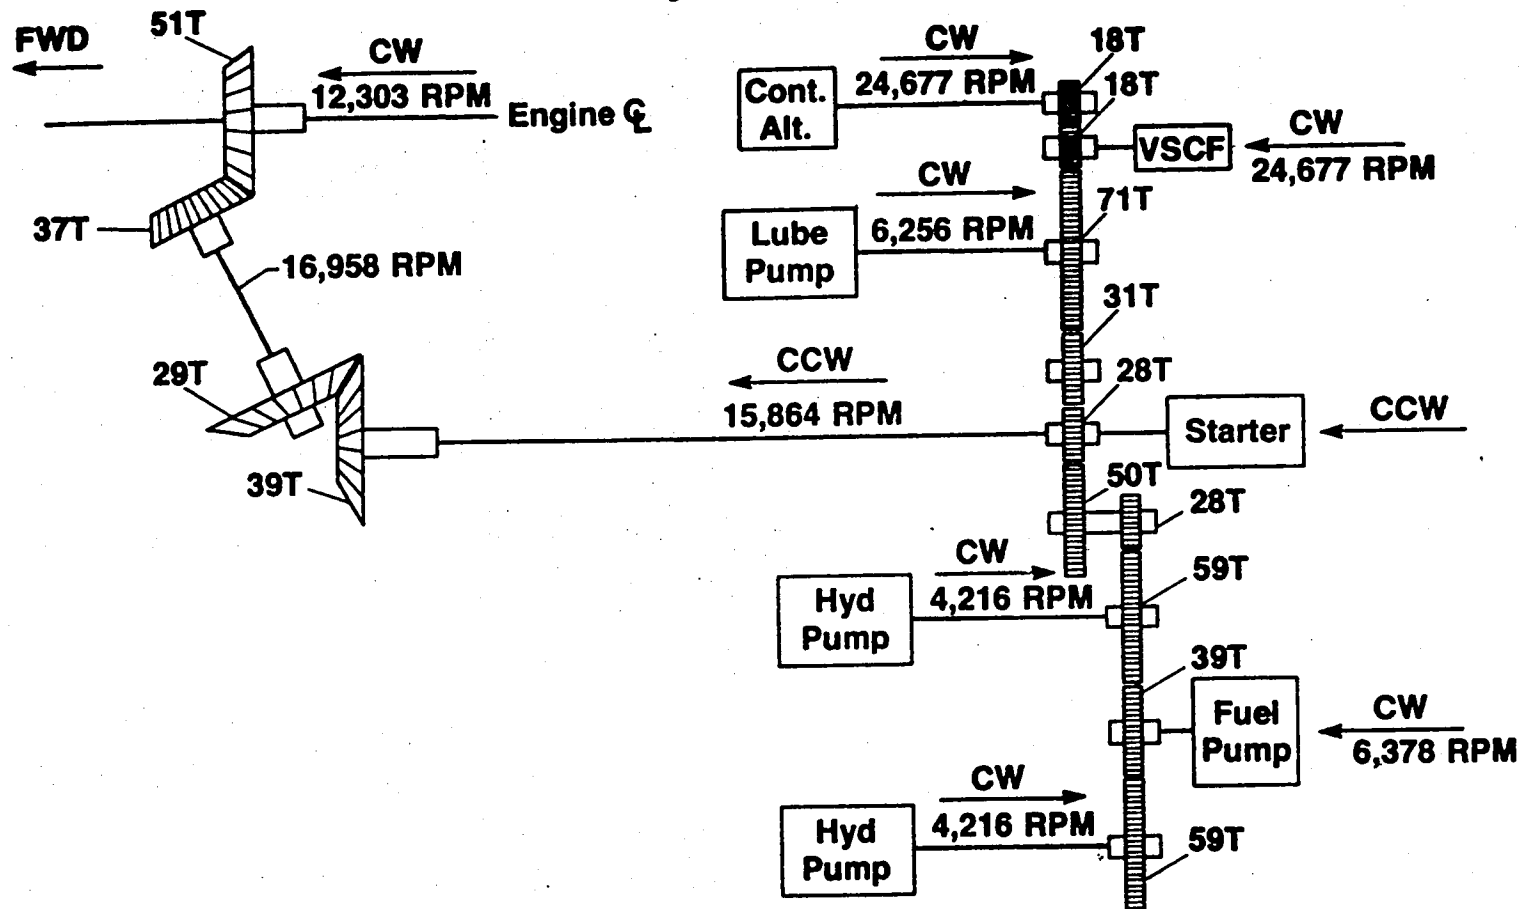 51T
FWD
CW
12,303 RPM
Engine ℄
37T
16,958 RPM
29T
39T
CCW
15,864 RPM
CW
24,677 RPM
Cont.
Alt.
18T
18T
VSCF
CW
24,677 RPM
CW
6,256 RPM
Lube
Pump
71T
31T
28T
Starter
CCW
50T
28T
CW
4,216 RPM
Hyd
Pump
59T
39T
Fuel
Pump
CW
6,378 RPM
CW
4,216 RPM
Hyd
Pump
59T